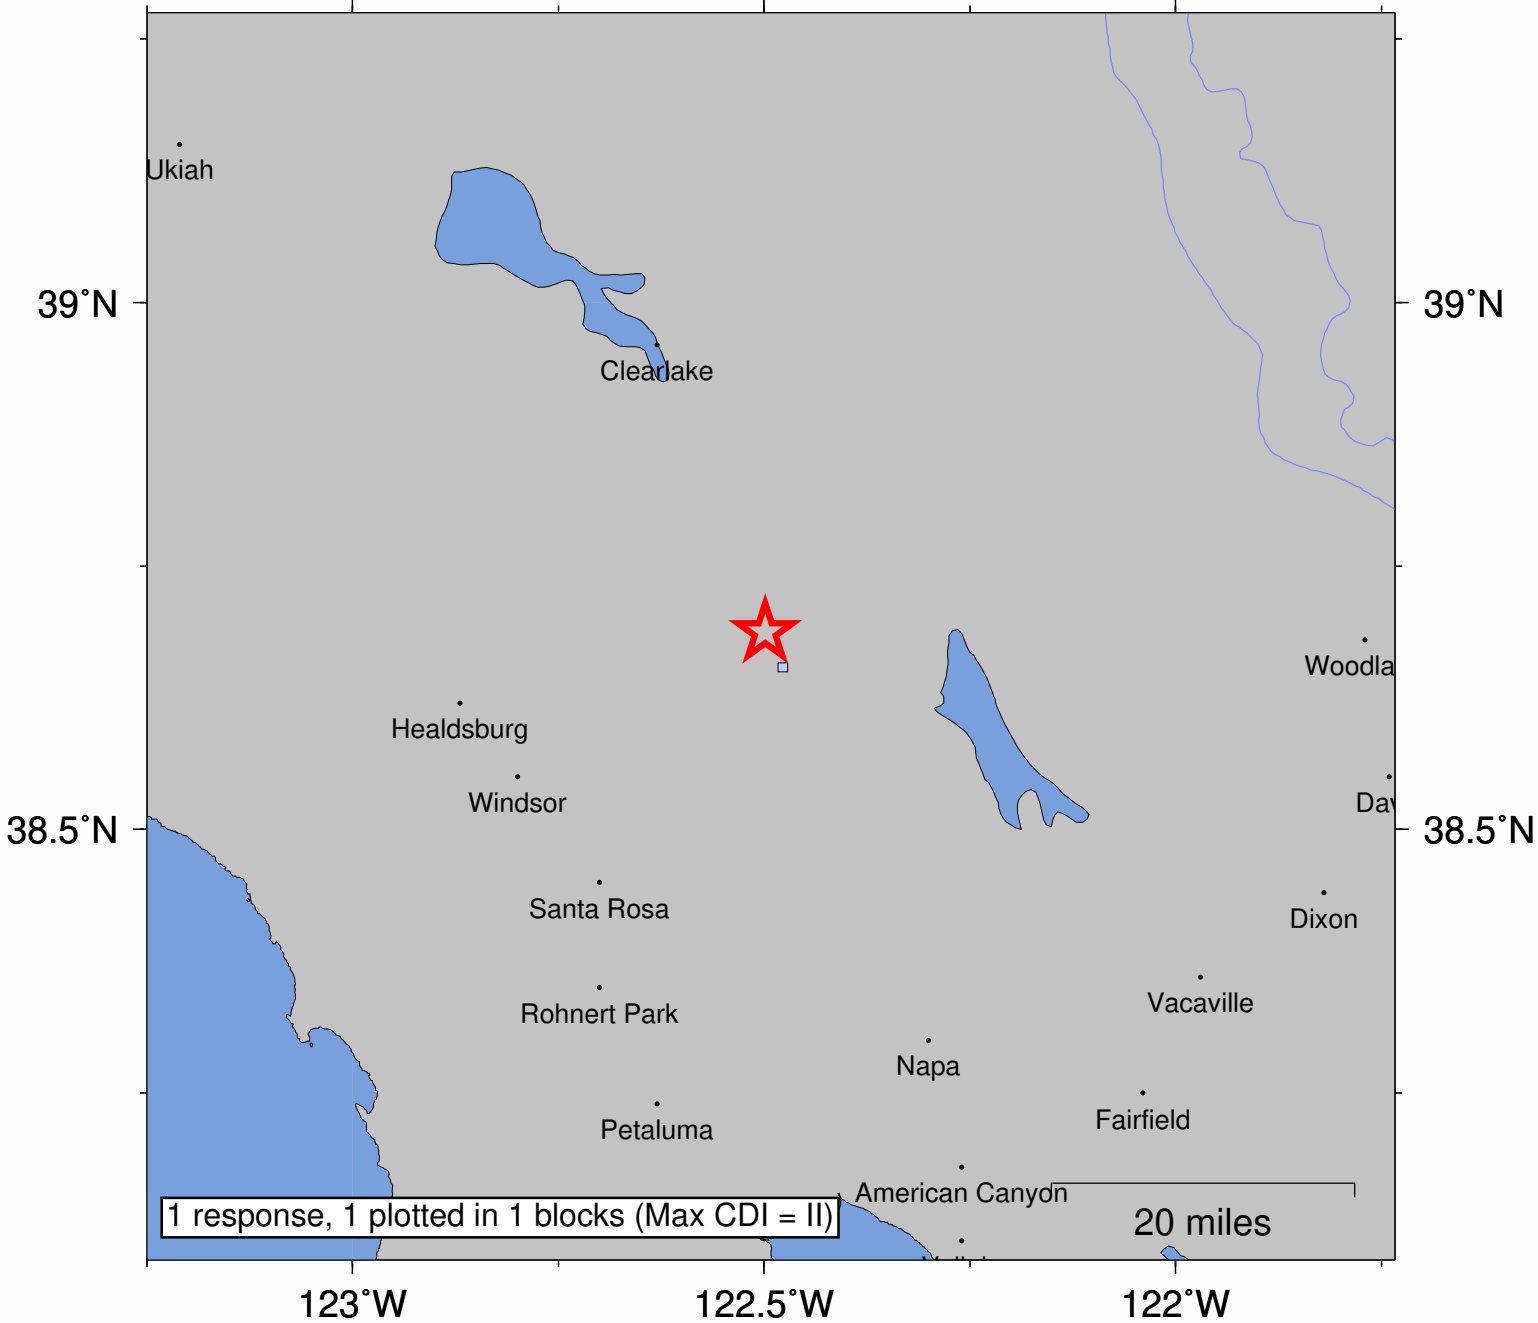 Ukiah
39°N
39°N
Clearlake
Woodla
Healdsburg
Windsor
Dav
38.5°N
38.5°N
Santa Rosa
Dixon
Vacaville
Rohnert Park
Napa
Fairfield
Petaluma
American Canyon
1 response, 1 plotted in 1 blocks (Max CDI = II)
20 miles
123°W
122.5°W
122°W